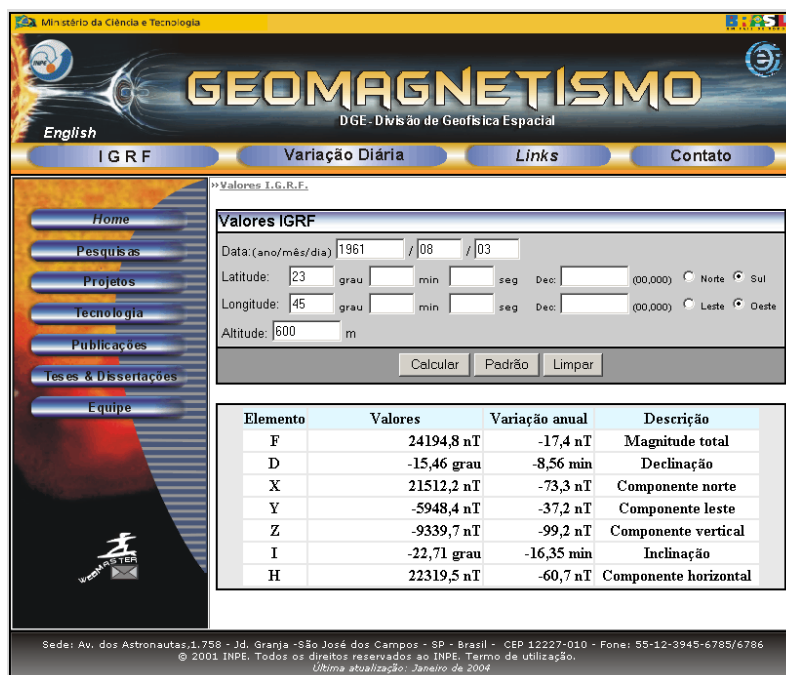 Ministério da Ciência e Tecnologia
BRASIL
INPE
GEOMAGNETISMO
DGE-Divisão de Geofísica Espacial
English
IGRF Variação Diária Links Contato
»Valores I.G.R.F.
Home
Pesquisas
Projetos
Tecnologia
Publicações
Teses & Dissertações
Equipe
WEBMASTER
Valores IGRF
Data:(ano/mês/dia) 1961 / 08 / 03
Latitude: 23 grau min seg Dec: (00,000) Norte Sul
Longitude: 45 grau min seg Dec: (00,000) Leste Oeste
Altitude: 600 m
Calcular Padrão Limpar
Elemento Valores Variação anual Descrição
F 24194,8 nT -17,4 nT Magnitude total
D -15,46 grau -8,56 min Declinação
X 21512,2 nT -73,3 nT Componente norte
Y -5948,4 nT -37,2 nT Componente leste
Z -9339,7 nT -99,2 nT Componente vertical
I -22,71 grau -16,35 min Inclinação
H 22319,5 nT -60,7 nT Componente horizontal
Sede: Av. dos Astronautas,1.758 - Jd. Granja -São José dos Campos - SP - Brasil - CEP 12227-010 - Fone: 55-12-3945-6785/6786
© 2001 INPE. Todos os direitos reservados ao INPE. Termo de utilização.
Última atualização: Janeiro de 2004